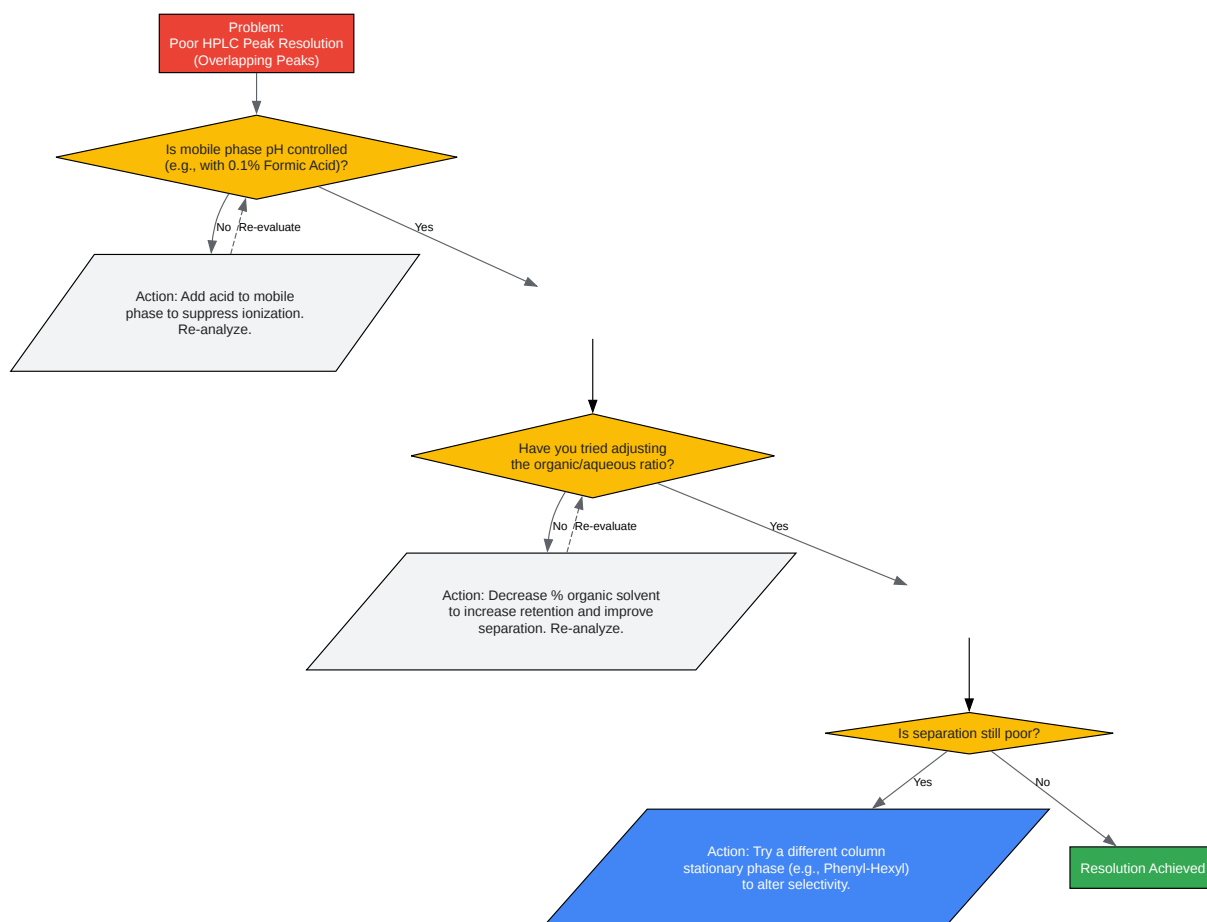 Problem:
Poor HPLC Peak Resolution
(Overlapping Peaks)
Is mobile phase pH controlled
(e.g., with 0.1% Formic Acid)?
No
Re-evaluate
Yes
Action: Add acid to mobile
phase to suppress ionization.
Re-analyze.
Have you tried adjusting
the organic/aqueous ratio?
No
Re-evaluate
Yes
Action: Decrease % organic solvent
to increase retention and improve
separation. Re-analyze.
Is separation still poor?
Yes
No
Action: Try a different column
stationary phase (e.g., Phenyl-Hexyl)
to alter selectivity.
Resolution Achieved